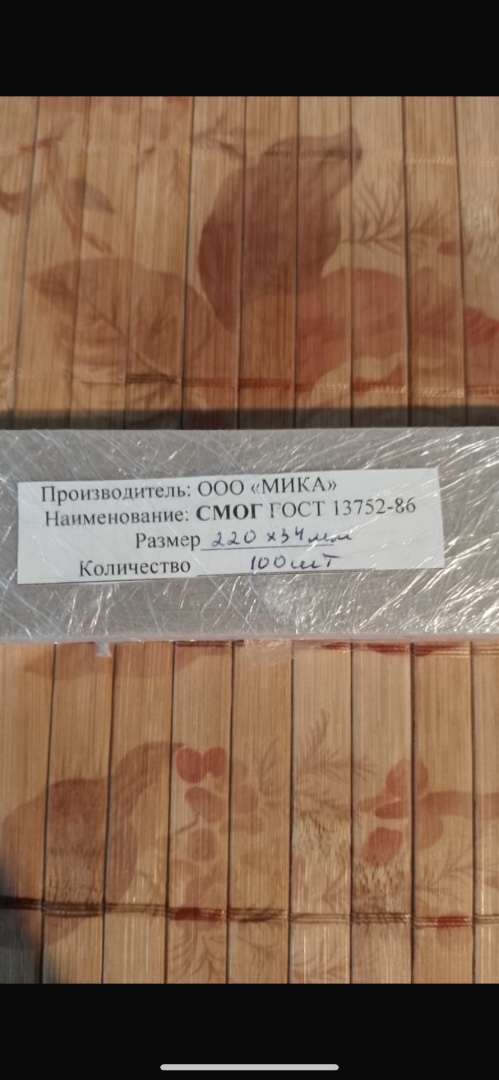 Производитель: ООО «МИКА»
Наименование: СМОГ ГОСТ 13752-86
Размер 220 х 34 мм
Количество 100 шт